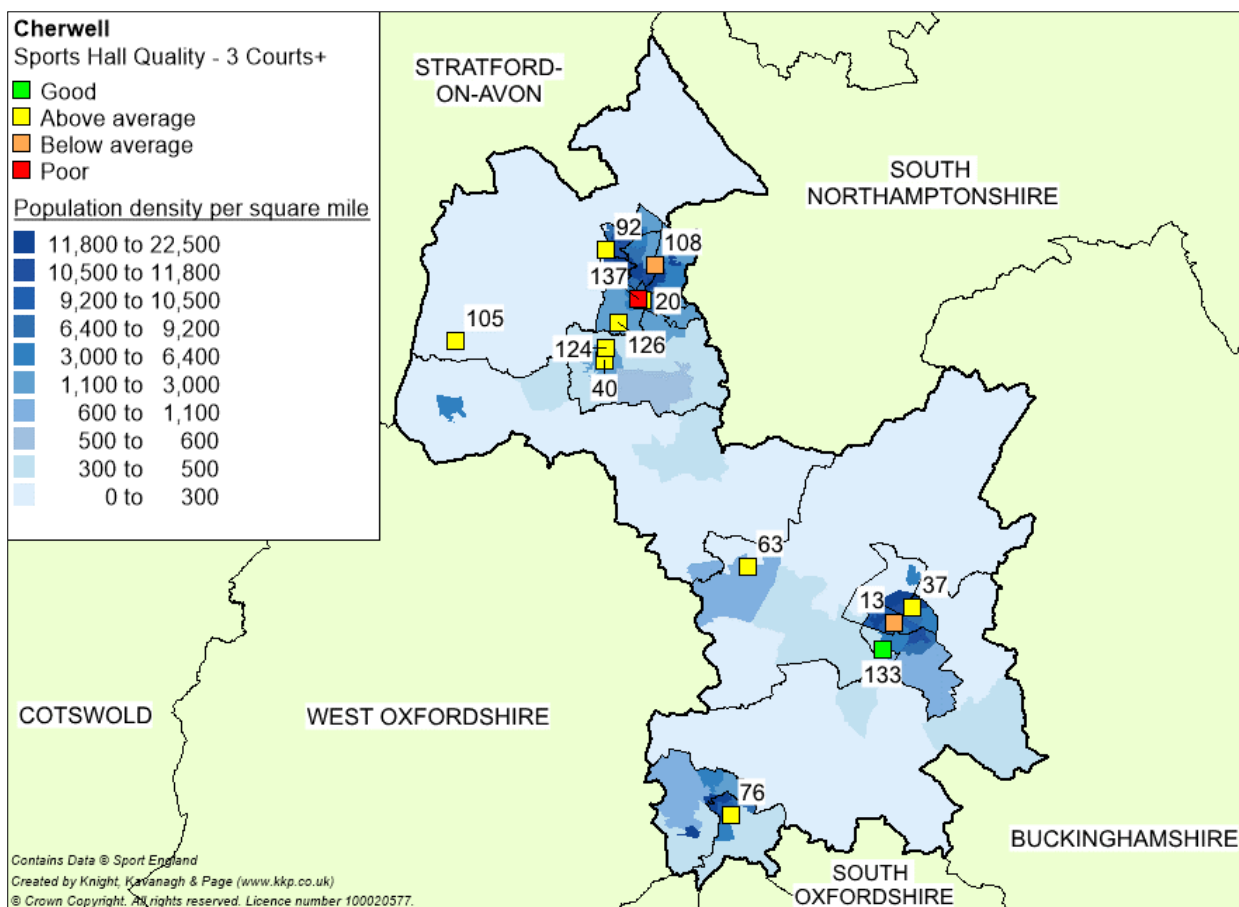 Cherwell
Sports Hall Quality - 3 Courts+
Good
Above average
Below average
Poor
Population density per square mile
11,800 to 22,500
10,500 to 11,800
9,200 to 10,500
6,400 to 9,200
3,000 to 6,400
1,100 to 3,000
600 to 1,100
500 to 600
300 to 500
0 to 300
STRATFORD-
ON-AVON
SOUTH
NORTHAMPTONSHIRE
92
108
137
20
105
124
126
40
63
37
13
133
COTSWOLD
WEST OXFORDSHIRE
76
BUCKINGHAMSHIRE
SOUTH
OXFORDSHIRE
Contains Data ® Sport England
Created by Knight, Kavanagh & Page (www.kkp.co.uk)
© Crown Copyright. All rights reserved. Licence number 100020577.